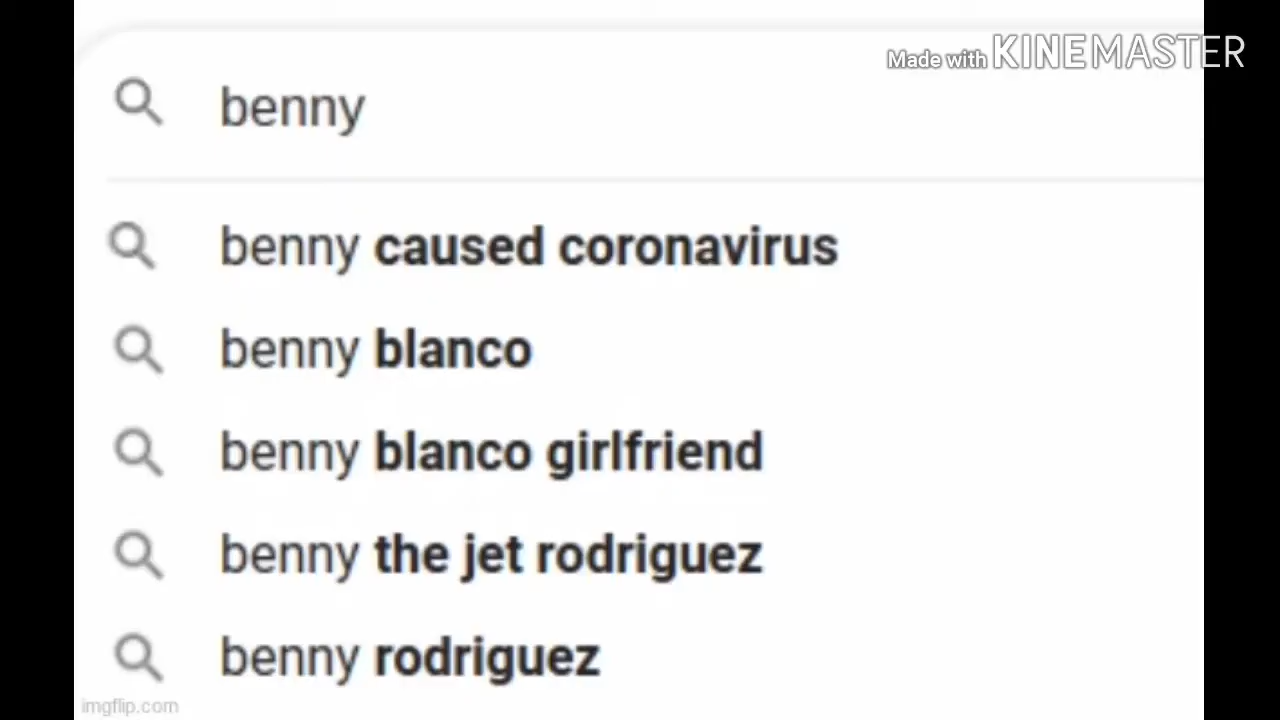 Made with KINEMASTER
benny
benny caused coronavirus
benny blanco
benny blanco girlfriend
benny the jet rodriguez
benny rodriguez
imgflip.com